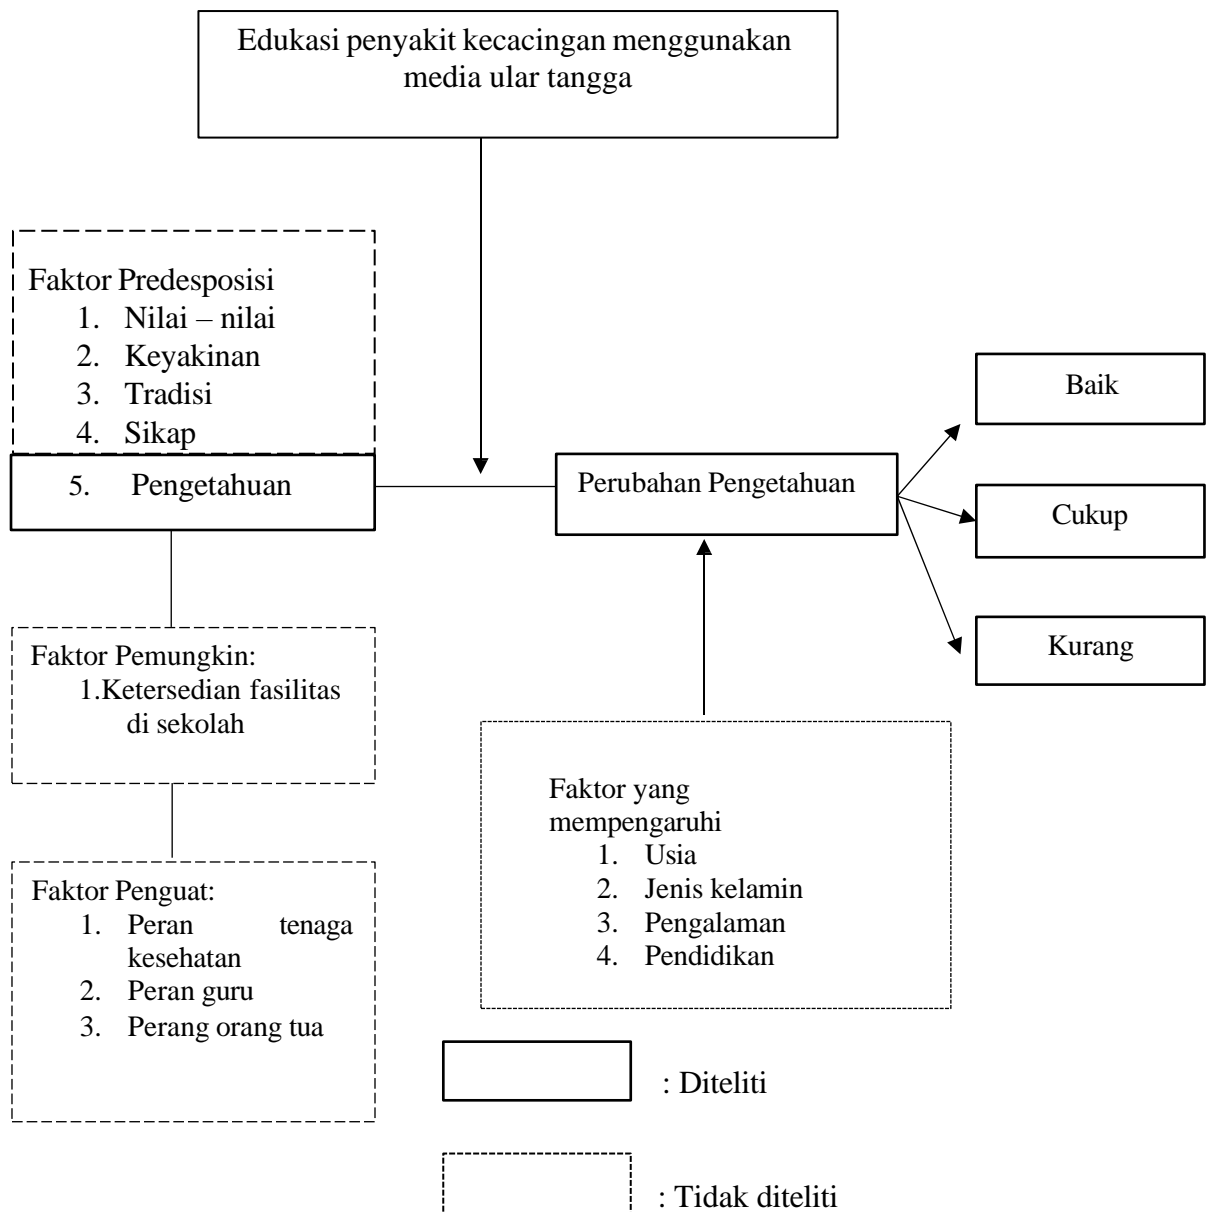 Edukasi penyakit kecacingan menggunakan
media ular tangga
Faktor Predesposisi
1. Nilai – nilai
2. Keyakinan
3. Tradisi
4. Sikap
5. Pengetahuan
Perubahan Pengetahuan
Baik
Cukup
Kurang
Faktor Pemungkin:
1.Ketersedian fasilitas
di sekolah
Faktor Penguat:
1. Peran tenaga
kesehatan
2. Peran guru
3. Perang orang tua
Faktor yang
mempengaruhi
1. Usia
2. Jenis kelamin
3. Pengalaman
4. Pendidikan
: Diteliti
: Tidak diteliti